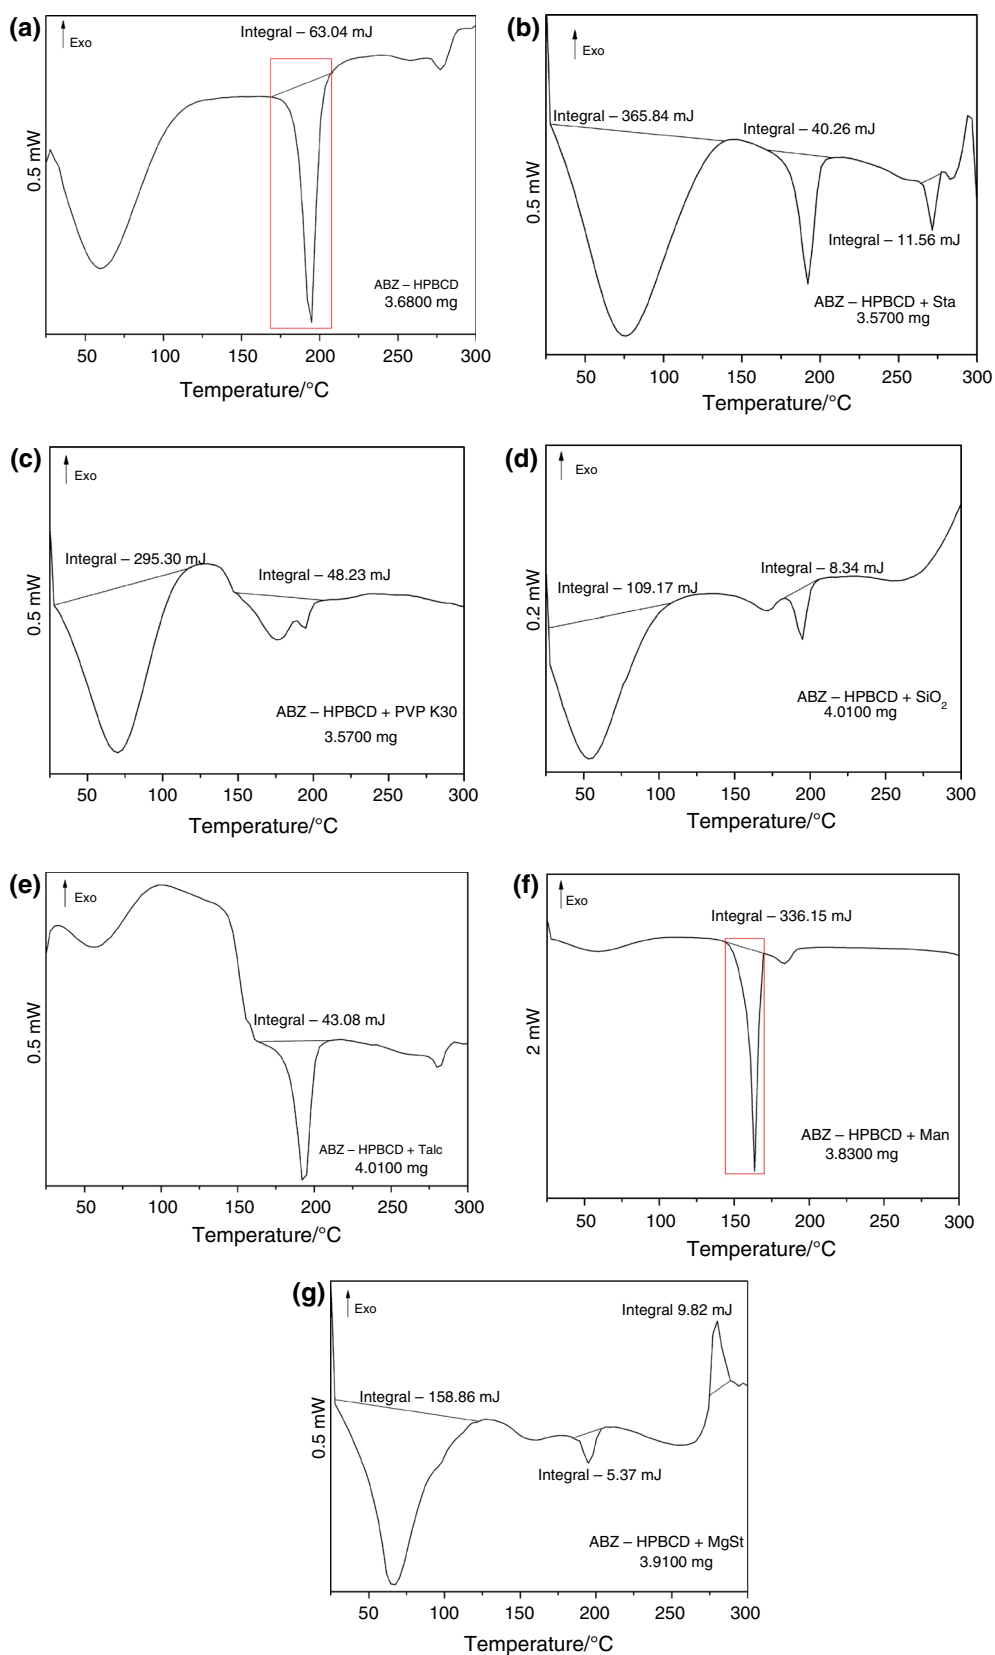 (a)
Exo
Integral – 63.04 mJ
0.5 mW
ABZ – HPBCD
3.6800 mg
50 100 150 200 250 300
Temperature/°C
(b)
Exo
Integral – 365.84 mJ
Integral – 40.26 mJ
0.5 mW
Integral – 11.56 mJ
ABZ – HPBCD + Sta
3.5700 mg
50 100 150 200 250 300
Temperature/°C
(c)
Exo
Integral – 295.30 mJ
Integral – 48.23 mJ
0.5 mW
ABZ – HPBCD + PVP K30
3.5700 mg
50 100 150 200 250 300
Temperature/°C
(d)
Exo
Integral – 8.34 mJ
Integral – 109.17 mJ
0.2 mW
ABZ – HPBCD + SiO2
4.0100 mg
50 100 150 200 250 300
Temperature/°C
(e)
Exo
Integral – 43.08 mJ
0.5 mW
ABZ – HPBCD + Talc
4.0100 mg
50 100 150 200 250 300
Temperature/°C
(f)
Exo
Integral – 336.15 mJ
2 mW
ABZ – HPBCD + Man
3.8300 mg
50 100 150 200 250 300
Temperature/°C
(g)
Exo
Integral 9.82 mJ
Integral – 158.86 mJ
0.5 mW
Integral – 5.37 mJ
ABZ – HPBCD + MgSt
3.9100 mg
50 100 150 200 250 300
Temperature/°C